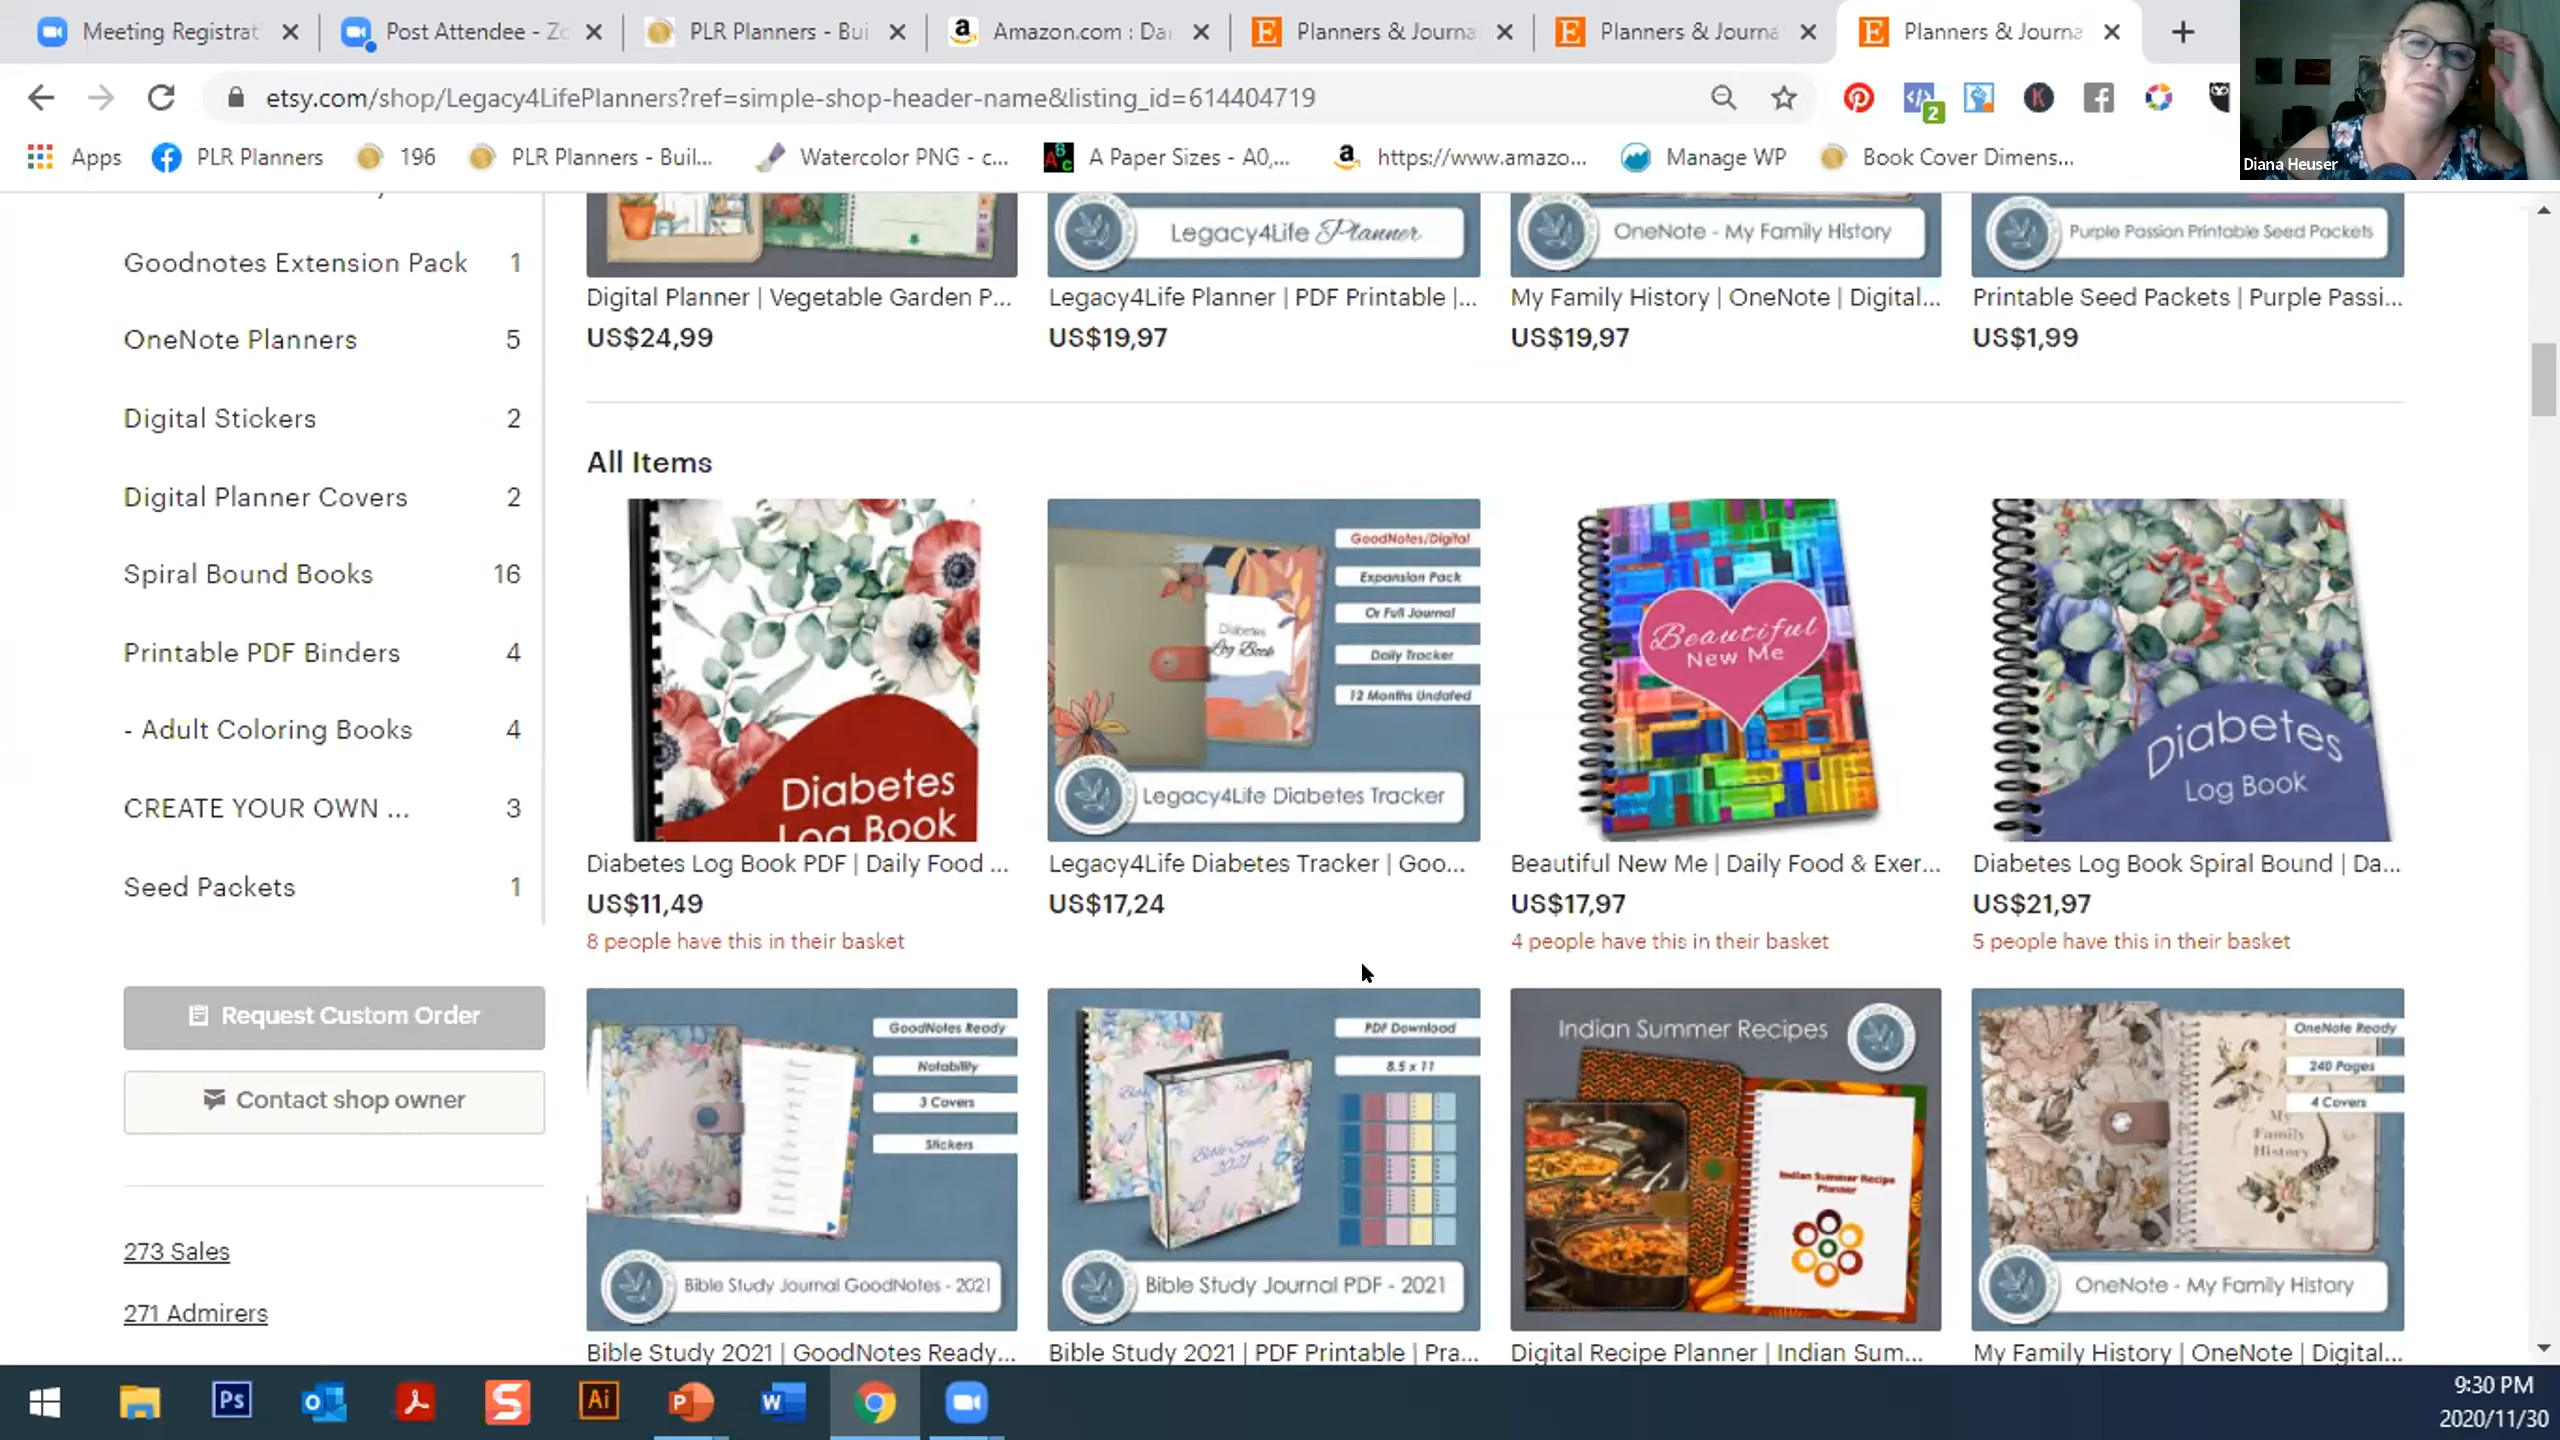 Meeting Registrat
Post Attendee - Zo
PLR Planners - Bui
Amazon.com : Da
Planners & Journa
Planners & Journa
Planners & Journa
etsy.com/shop/Legacy4LifePlanners?ref=simple-shop-header-name&listing_id=614404719
2
Apps
PLR Planners
196
PLR Planners - Buil...
Watercolor PNG - c...
A Paper Sizes - A0,...
https://www.amazo...
Manage WP
Book Cover Dimens...
Diana Heuser
Goodnotes Extension Pack 1
OneNote Planners 5
Digital Stickers 2
Digital Planner Covers 2
Spiral Bound Books 16
Printable PDF Binders 4
- Adult Coloring Books 4
CREATE YOUR OWN ... 3
Seed Packets 1
Request Custom Order
Contact shop owner
273 Sales
271 Admirers
Legacy4Life Planner
OneNote - My Family History
Purple Passion Printable Seed Packets
Digital Planner | Vegetable Garden P...
US$24,99
Legacy4Life Planner | PDF Printable |...
US$19,97
My Family History | OneNote | Digital...
US$19,97
Printable Seed Packets | Purple Passi...
US$1,99
All Items
Diabetes
Log Book
Diabetes Log Book PDF | Daily Food ...
US$11,49
8 people have this in their basket
GoodNotes/Digital
Expansion Pack
Or Full Journal
Daily Tracker
12 Months Undated
Diabetes
Log Book
Legacy4Life Diabetes Tracker
Legacy4Life Diabetes Tracker | Goo...
US$17,24
Beautiful
New Me
Beautiful New Me | Daily Food & Exer...
US$17,97
4 people have this in their basket
Diabetes
Log Book
Diabetes Log Book Spiral Bound | Da...
US$21,97
5 people have this in their basket
GoodNotes Ready
Notability
3 Covers
Stickers
Bible Study Journal GoodNotes - 2021
Bible Study 2021 | GoodNotes Ready...
PDF Download
8.5 x 11
Bible Study
2021
Bible Study Journal PDF - 2021
Bible Study 2021 | PDF Printable | Pra...
Indian Summer Recipes
Indian Summer Recipe
Planner
Digital Recipe Planner | Indian Sum...
OneNote Ready
240 Pages
4 Covers
My
Family
History
OneNote - My Family History
My Family History | OneNote | Digital...
9:30 PM
2020/11/30